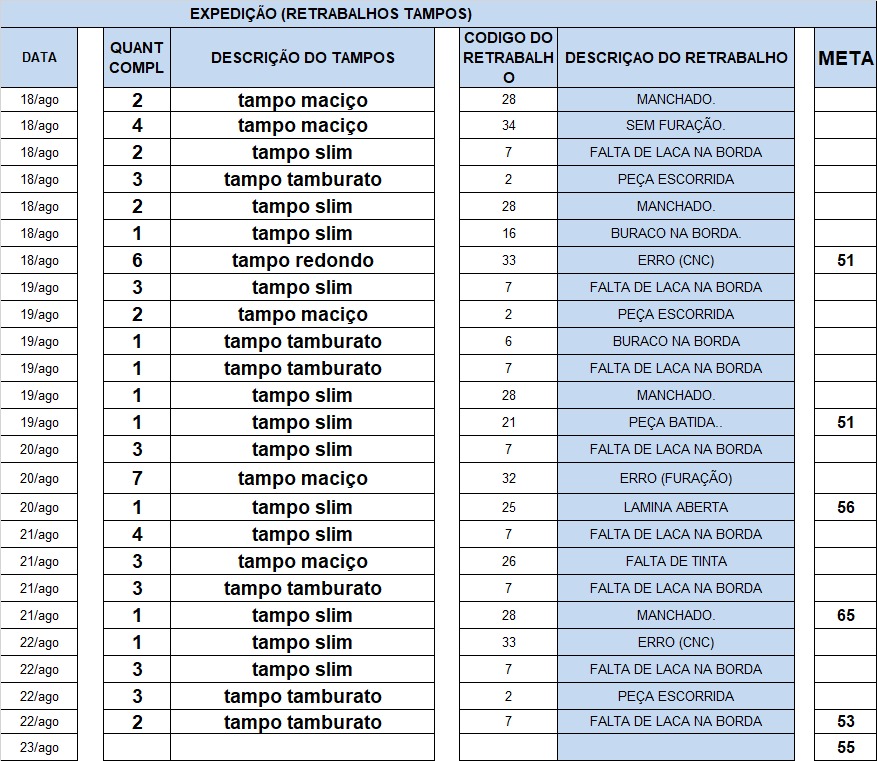 EXPEDIÇÃO (RETRABALHOS TAMPOS)
DATA QUANT COMPL DESCRIÇÃO DO TAMPOS CODIGO DO RETRABALHO DESCRIÇAO DO RETRABALHO META
18/ago 2 tampo maciço 28 MANCHADO.
18/ago 4 tampo maciço 34 SEM FURAÇÃO.
18/ago 2 tampo slim 7 FALTA DE LACA NA BORDA
18/ago 3 tampo tamburato 2 PEÇA ESCORRIDA
18/ago 2 tampo slim 28 MANCHADO.
18/ago 1 tampo slim 16 BURACO NA BORDA.
18/ago 6 tampo redondo 33 ERRO (CNC) 51
19/ago 3 tampo slim 7 FALTA DE LACA NA BORDA
19/ago 2 tampo maciço 2 PEÇA ESCORRIDA
19/ago 1 tampo tamburato 6 BURACO NA BORDA
19/ago 1 tampo tamburato 7 FALTA DE LACA NA BORDA
19/ago 1 tampo slim 28 MANCHADO.
19/ago 1 tampo slim 21 PEÇA BATIDA.. 51
20/ago 3 tampo slim 7 FALTA DE LACA NA BORDA
20/ago 7 tampo maciço 32 ERRO (FURAÇÃO)
20/ago 1 tampo slim 25 LAMINA ABERTA 56
21/ago 4 tampo slim 7 FALTA DE LACA NA BORDA
21/ago 3 tampo maciço 26 FALTA DE TINTA
21/ago 3 tampo tamburato 7 FALTA DE LACA NA BORDA
21/ago 1 tampo slim 28 MANCHADO. 65
22/ago 1 tampo slim 33 ERRO (CNC)
22/ago 3 tampo slim 7 FALTA DE LACA NA BORDA
22/ago 3 tampo tamburato 2 PEÇA ESCORRIDA
22/ago 2 tampo tamburato 7 FALTA DE LACA NA BORDA 53
23/ago 55